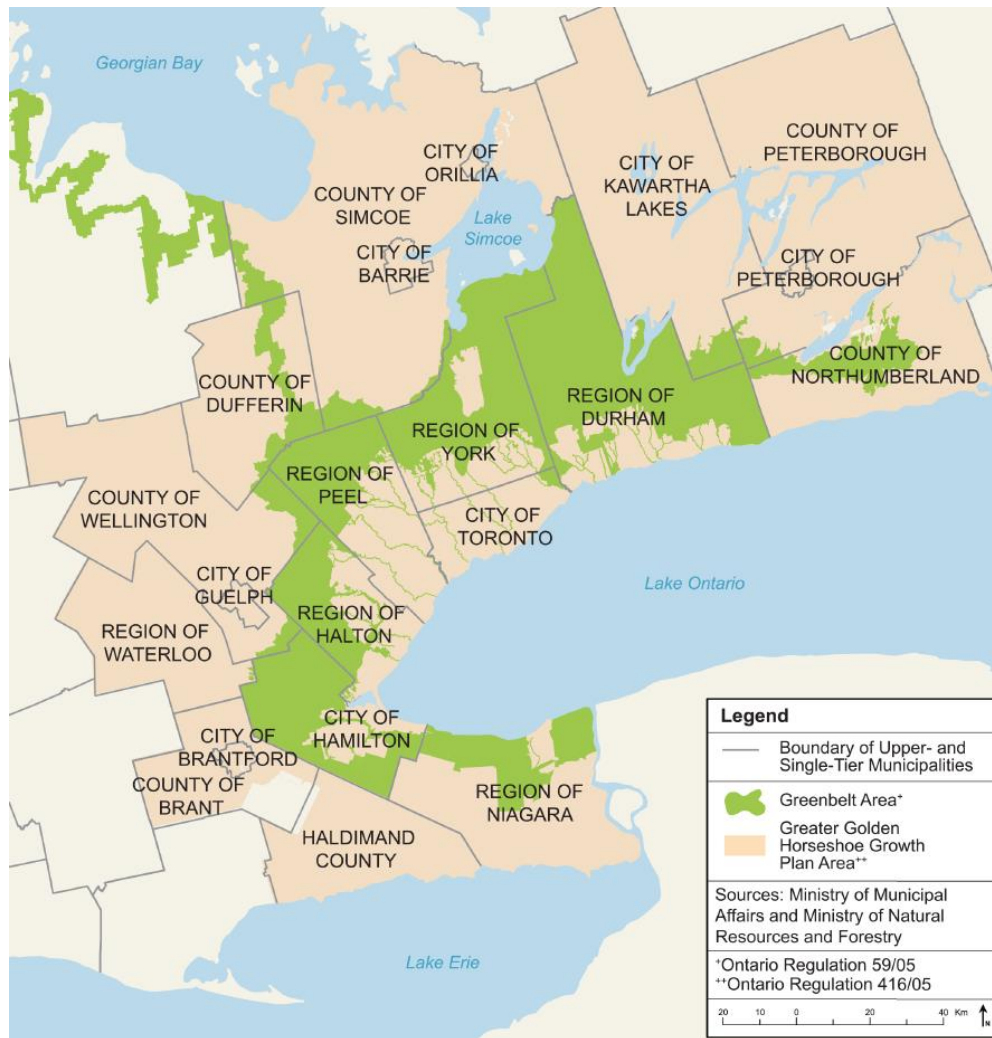 Georgian Bay
CITY OF
ORILLIA
COUNTY OF
SIMCOE
Lake
Simcoe
CITY OF
BARRIE
CITY OF
KAWARTHA
LAKES
COUNTY OF
PETERBOROUGH
CITY OF
PETERBOROUGH
COUNTY OF
NORTHUMBERLAND
COUNTY OF
DUFFERIN
REGION OF
DURHAM
REGION OF
YORK
REGION OF
PEEL
COUNTY OF
WELLINGTON
CITY OF
TORONTO
CITY OF
GUELPH
Lake Ontario
REGION OF
HALTON
REGION OF
WATERLOO
CITY OF
HAMILTON
CITY OF
BRANTFORD
COUNTY OF
BRANT
REGION OF
NIAGARA
HALDIMAND
COUNTY
Lake Erie
Legend
Boundary of Upper- and
Single-Tier Municipalities
Greenbelt Area+
Greater Golden
Horseshoe Growth
Plan Area++
Sources: Ministry of Municipal
Affairs and Ministry of Natural
Resources and Forestry
+Ontario Regulation 59/05
++Ontario Regulation 416/05
20 10 0 20 40 Km
N